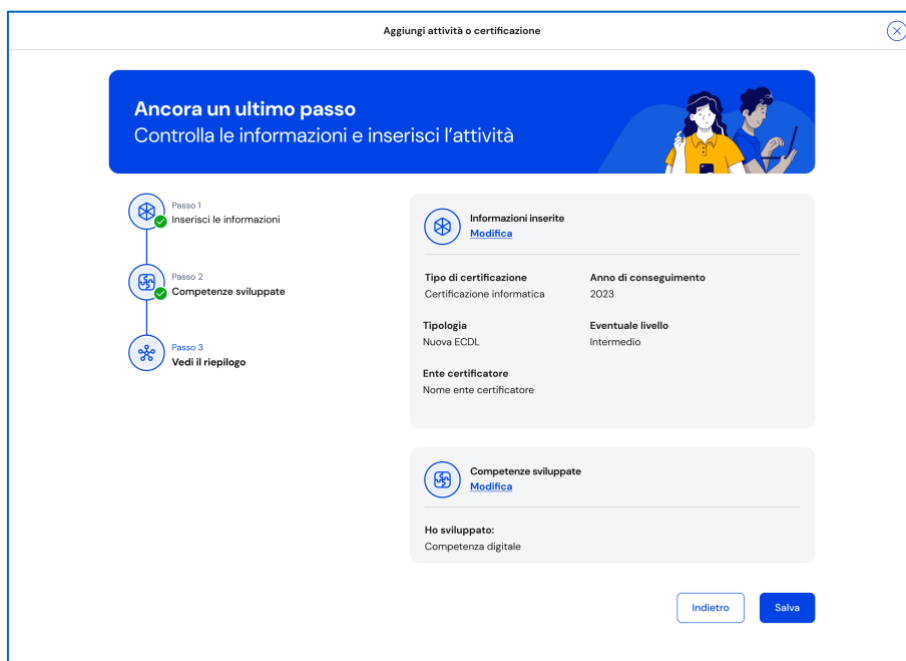 Aggiungi attività o certificazione
Ancora un ultimo passo
Controlla le informazioni e inserisci l'attività
Passo 1
Inserisci le informazioni
Passo 2
Competenze sviluppate
Passo 3
Vedi il riepilogo
Informazioni inserite
Modifica
Tipo di certificazione
Certificazione informatica
Anno di conseguimento
2023
Tipologia
Nuova ECDL
Eventuale livello
Intermedio
Ente certificatore
Nome ente certificatore
Competenze sviluppate
Modifica
Ho sviluppato:
Competenza digitale
Indietro
Salva